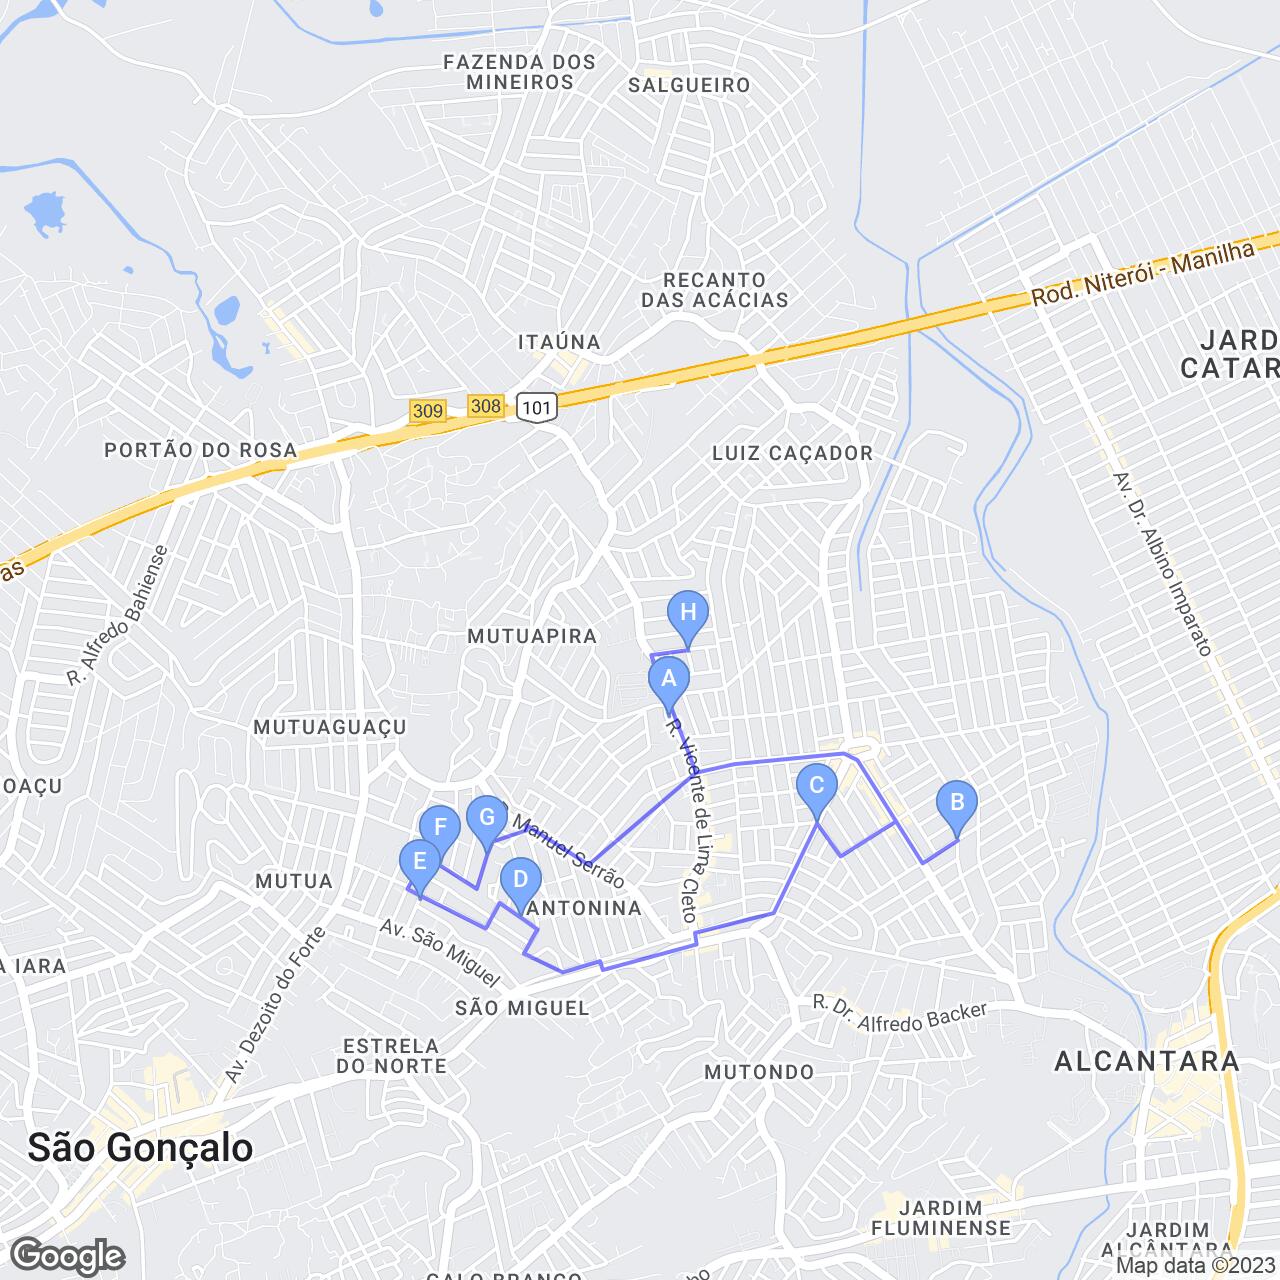 FAZENDA DOS
MINEIROS
SALGUEIRO
RECANTO
DAS ACÁCIAS
Rod. Niterói - Manilha
ITAÚNA
JARD
CATAR
309
308
101
PORTÃO DO ROSA
LUIZ CAÇADOR
as
R. Alfredo Bahiense
Av. Dr. Albino Imparato
H
MUTUAPIRA
A
MUTUAGUAÇU
R. Vicente de Lima Cleto
OAÇU
C
B
G
F
Manuel Serrão
E
D
MUTUA
ANTONINA
Av. São Miguel
A IARA
Av. Dezoito do Forte
SÃO MIGUEL
R. Dr. Alfredo Backer
ESTRELA
DO NORTE
ALCANTARA
MUTONDO
São Gonçalo
JARDIM
FLUMINENSE
JARDIM
ALCÂNTARA
Google
Map data ©2023